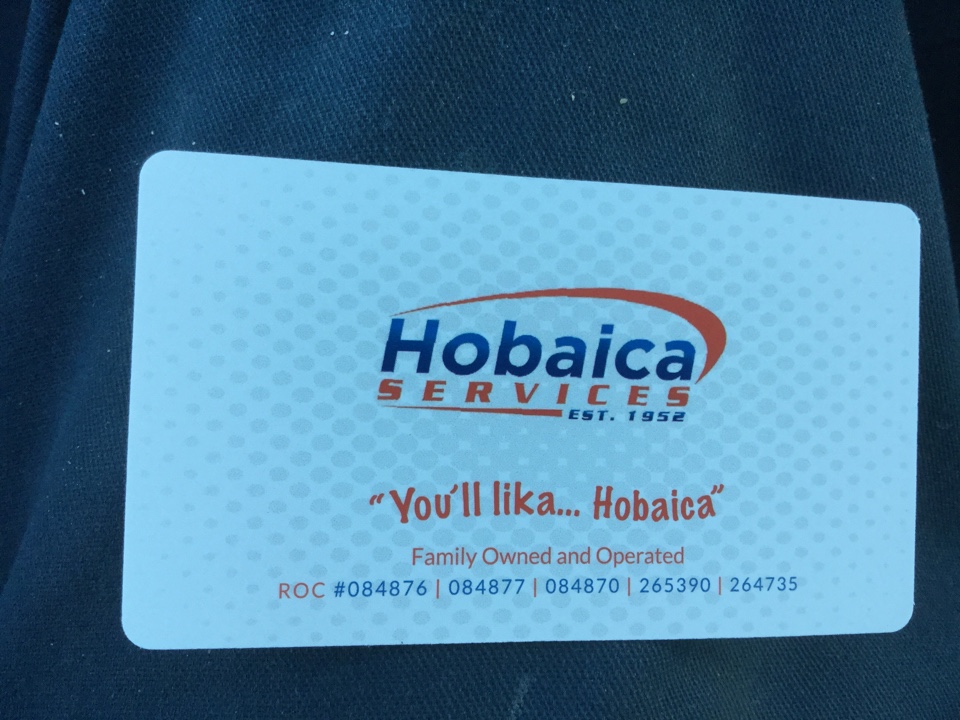 Hobaica
SERVICES
EST. 1952
"You'll lika... Hobaica"
Family Owned and Operated
ROC #084876 | 084877 | 084870 | 265390 | 264735